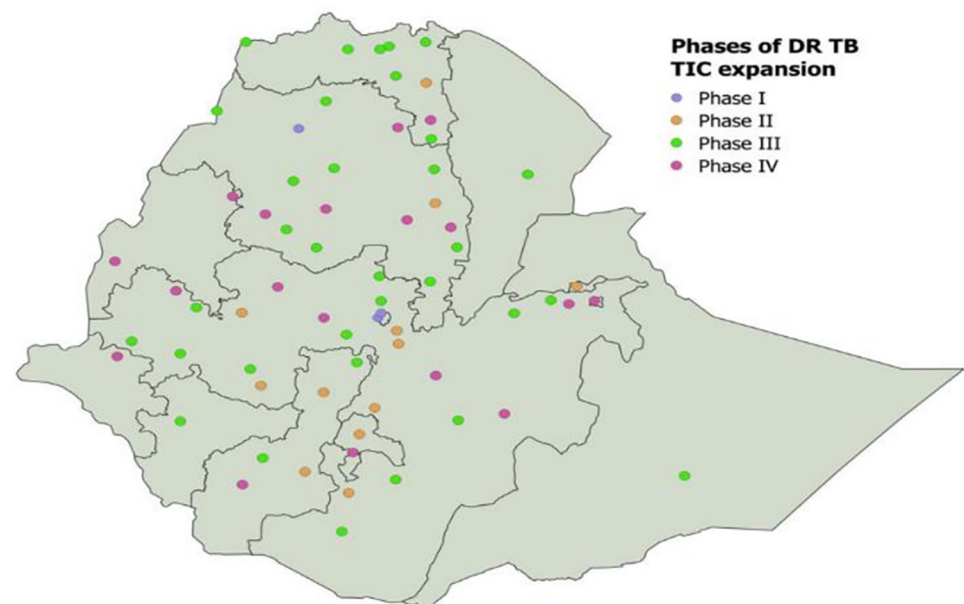 Phases of DR TB
TIC expansion
Phase I
Phase II
Phase III
Phase IV